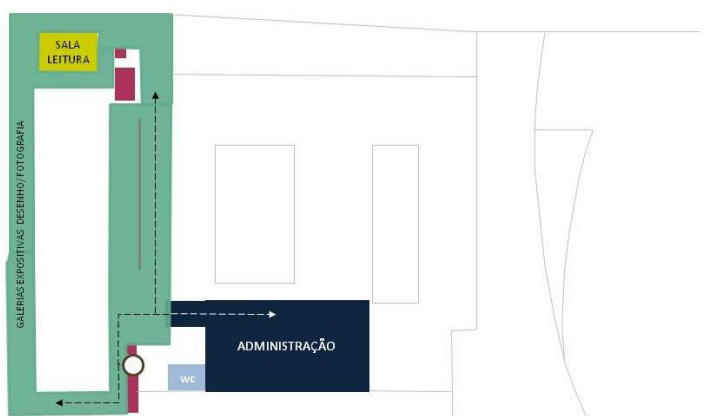 SALA
LEITURA
GALERIAS EXPOSITIVAS DESENHO/FOTOGRAFIA
ADMINISTRAÇÃO
WC